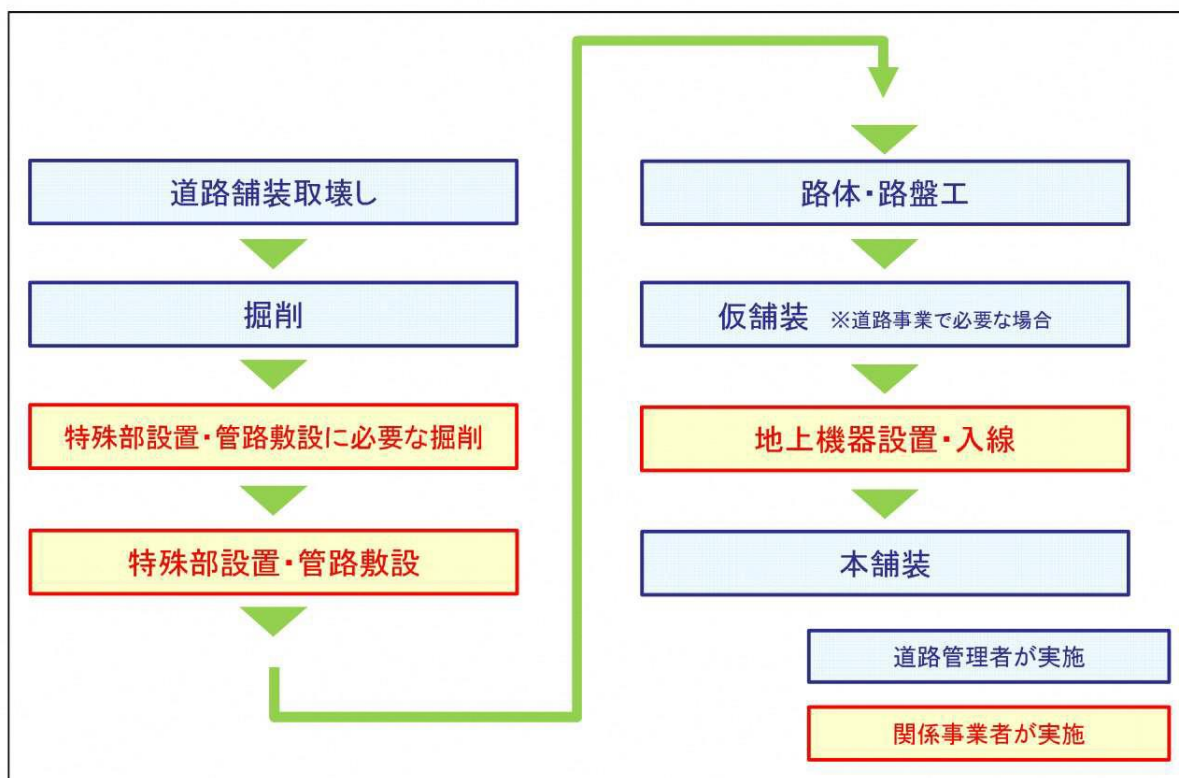 道路舗装取壊し
掘削
特殊部設置・管路敷設に必要な掘削
特殊部設置・管路敷設
路体・路盤工
仮舗装 ※道路事業で必要な場合
地上機器設置・入線
本舗装
道路管理者が実施
関係事業者が実施